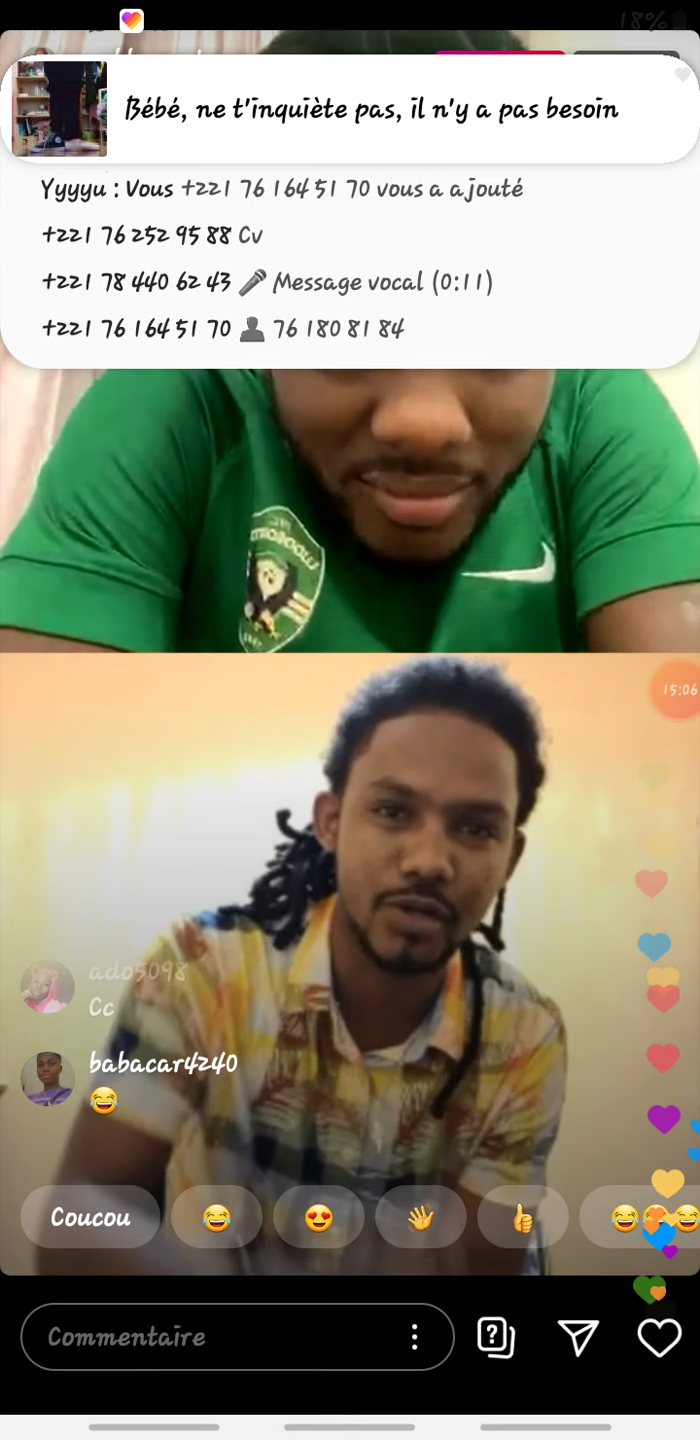 18%
Bébé, ne t'inquiète pas, il n'y a pas besoin
Yyyyu : Vous +221 76 164 51 70 vous a ajouté
+221 76 252 95 88 Cv
+221 78 440 62 43 🎤 Message vocal (0:11)
+221 76 164 51 70 👤 76 180 81 84
15:06
ado5098
Cc
babacar4240
😂
Coucou 😂 😍 👋 👍 😂
Commentaire